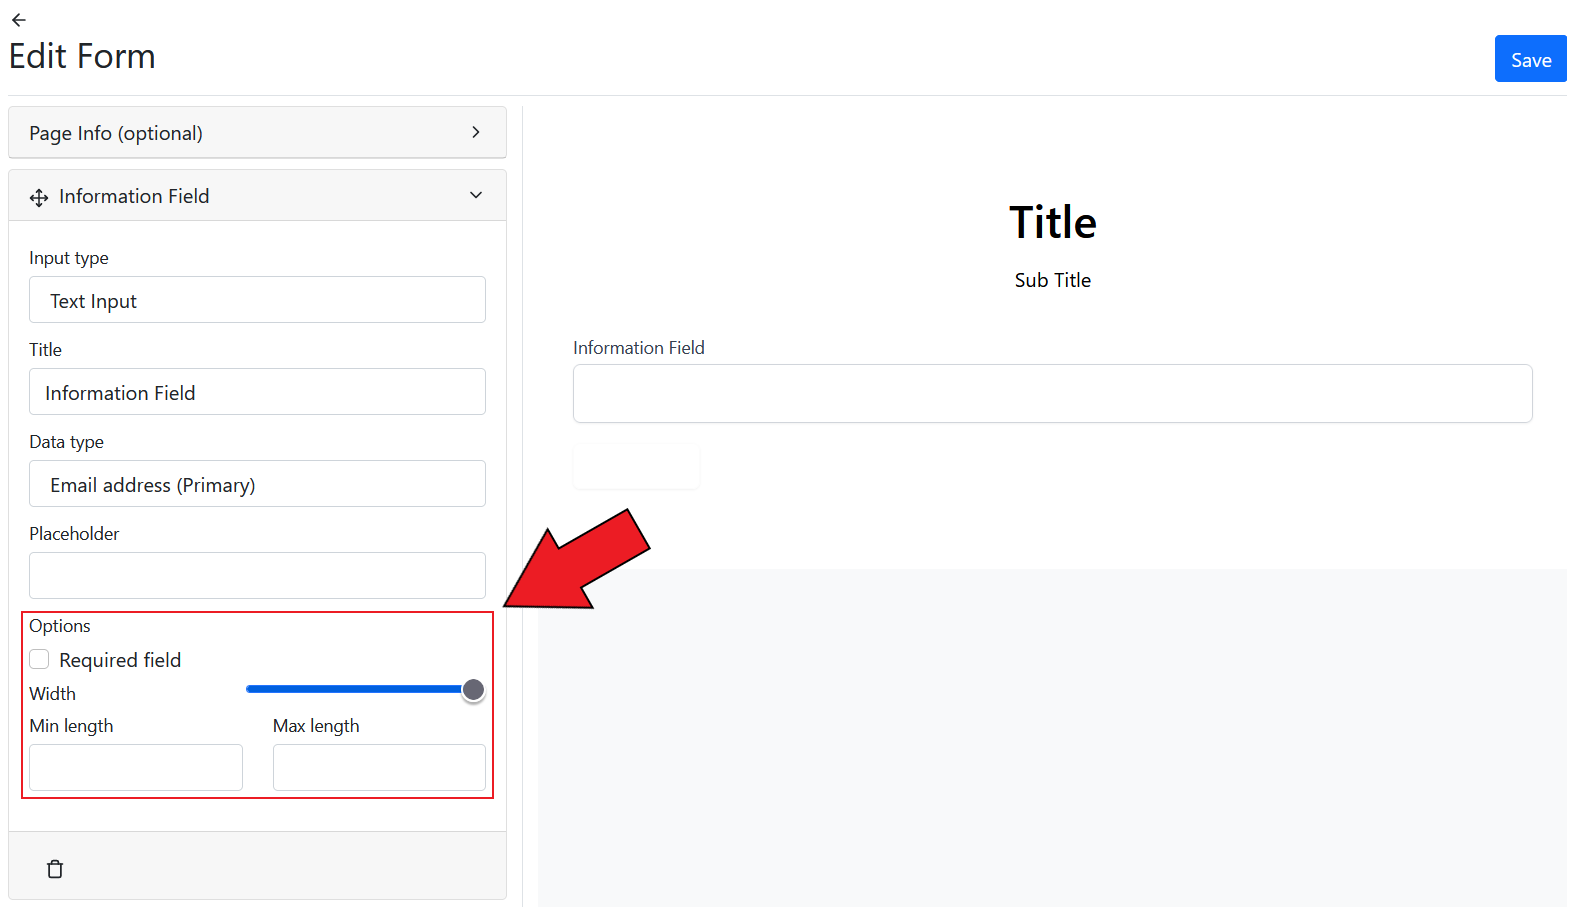 Edit Form
Save
Page Info (optional)
Information Field
Input type
Text Input
Title
Information Field
Data type
Email address (Primary)
Placeholder
Options
Required field
Width
Min length
Max length
Title
Sub Title
Information Field